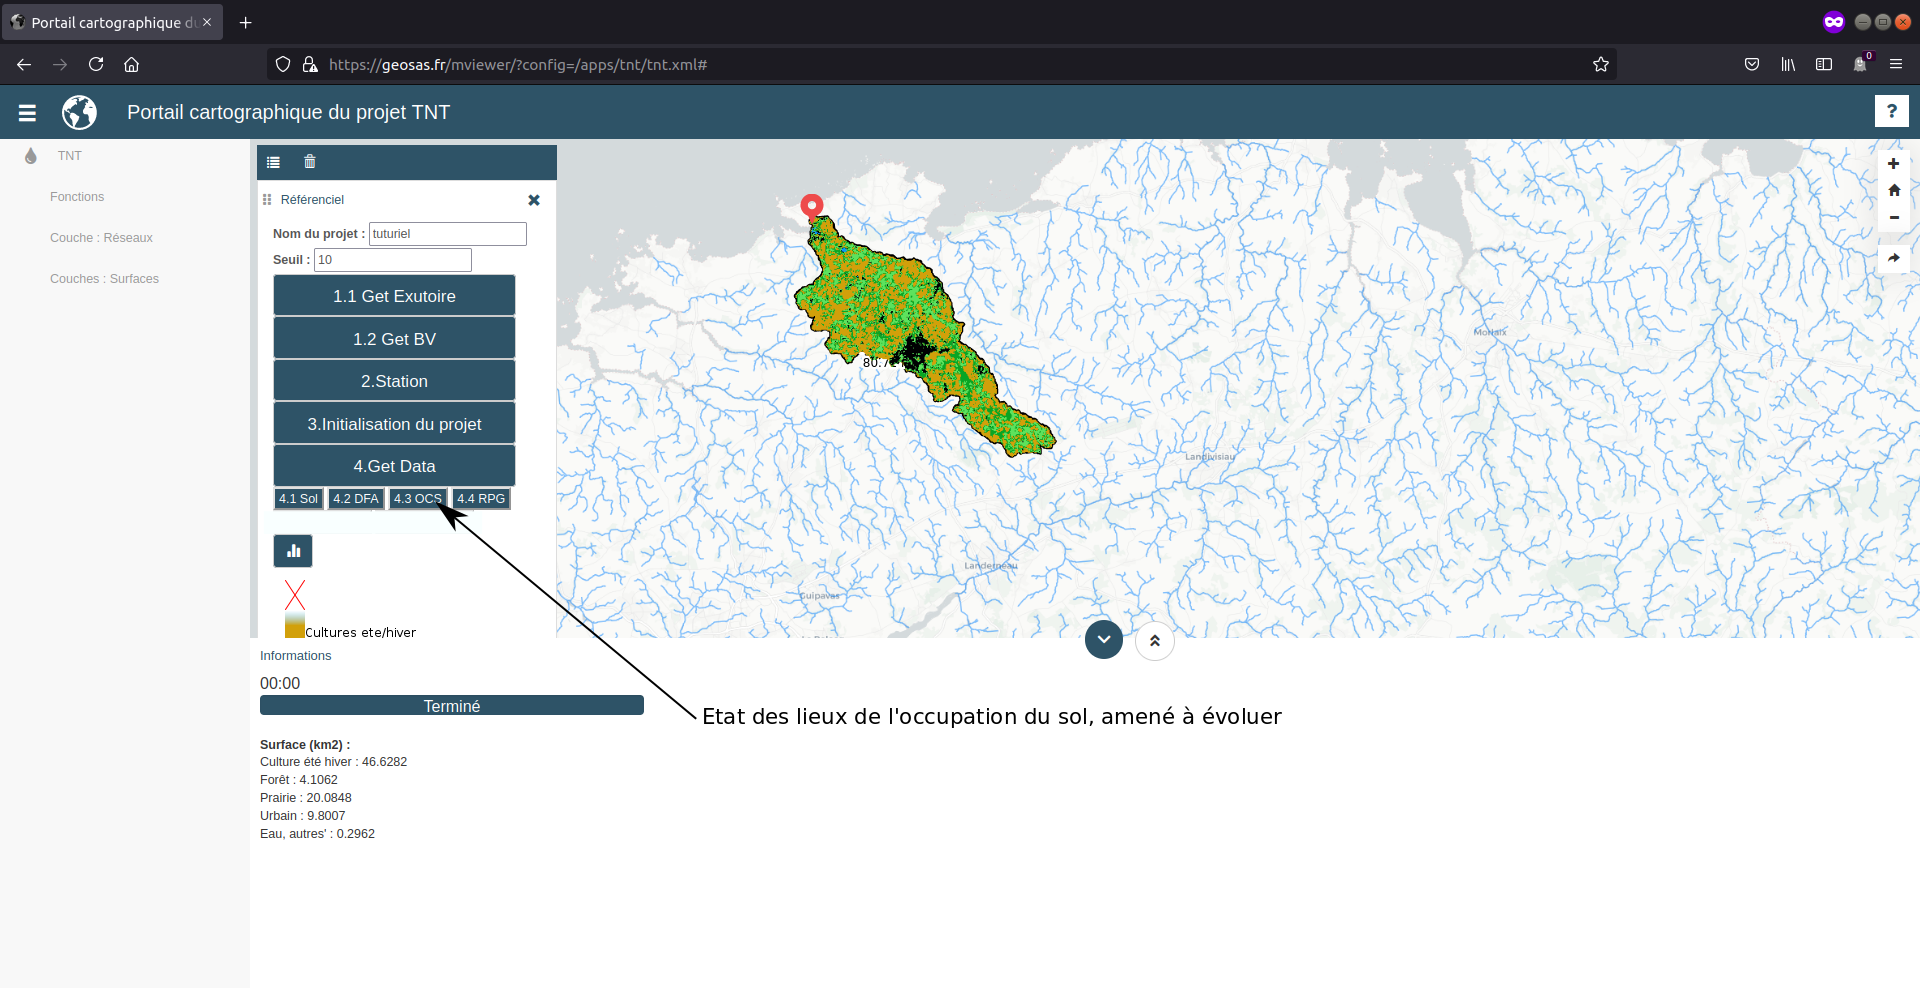 Portail cartographique du
https://geosas.fr/mviewer/?config=/apps/tnt/tnt.xml#
0
Portail cartographique du projet TNT
?
TNT
Fonctions
Couche : Réseaux
Couches : Surfaces
Référenciel
Nom du projet : tuturiel
Seuil : 10
1.1 Get Exutoire
1.2 Get BV
2.Station
3.Initialisation du projet
4.Get Data
4.1 Sol 4.2 DFA 4.3 OCS 4.4 RPG
Cultures ete/hiver
Morlaix
Landivisiau
Landerneau
Guipavas
Informations
00:00
Terminé
Etat des lieux de l'occupation du sol, amené à évoluer
Surface (km2) :
Culture été hiver : 46.6282
Forêt : 4.1062
Prairie : 20.0848
Urbain : 9.8007
Eau, autres' : 0.2962